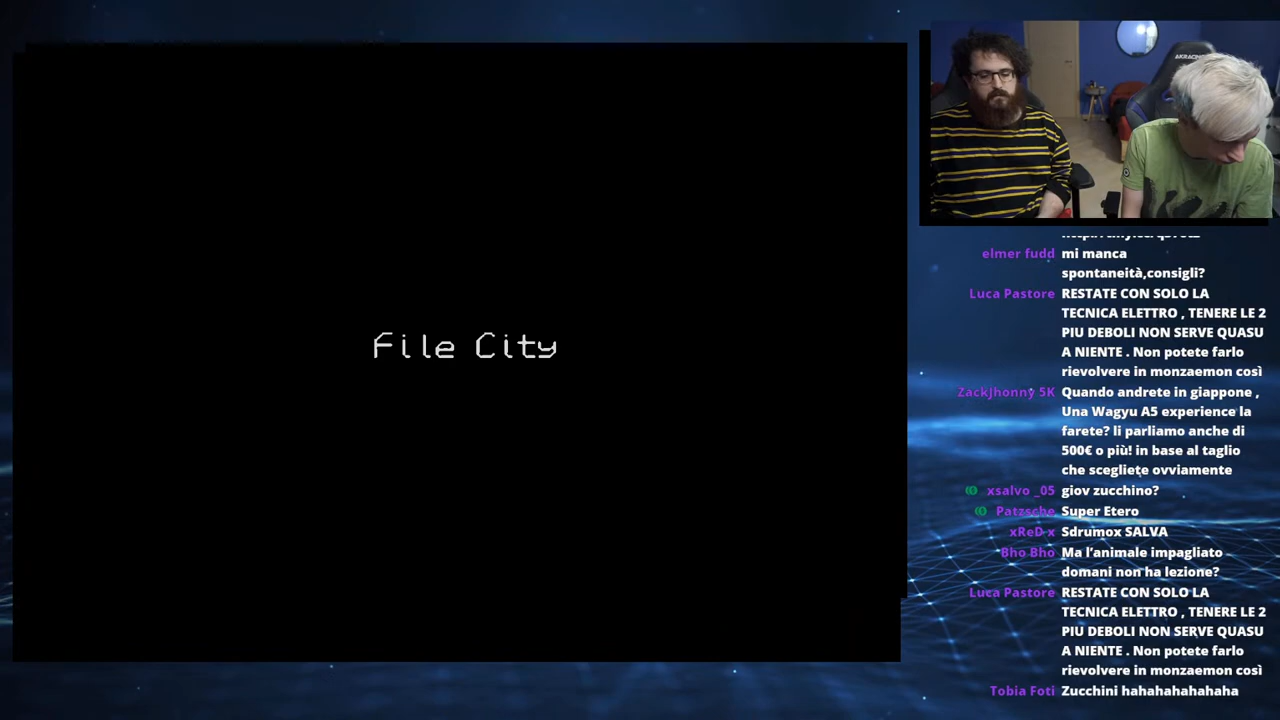 AKRACING
File City
elmer fudd mi manca
spontaneità,consigli?
Luca Pastore RESTATE CON SOLO LA
TECNICA ELETTRO , TENERE LE 2
PIU DEBOLI NON SERVE QUASU
A NIENTE . Non potete farlo
rievolvere in monzaemon così
ZackJhonny 5K Quando andrete in giappone ,
Una Wagyu A5 experience la
farete? li parliamo anche di
500€ o più! in base al taglio
che scegliete ovviamente
xsalvo _05 giov zucchino?
Patzsche Super Etero
xReD x Sdrumox SALVA
Bho Bho Ma l’animale impagliato
domani non ha lezione?
Luca Pastore RESTATE CON SOLO LA
TECNICA ELETTRO , TENERE LE 2
PIU DEBOLI NON SERVE QUASU
A NIENTE . Non potete farlo
rievolvere in monzaemon così
Tobia Foti Zucchini hahahahahahaha